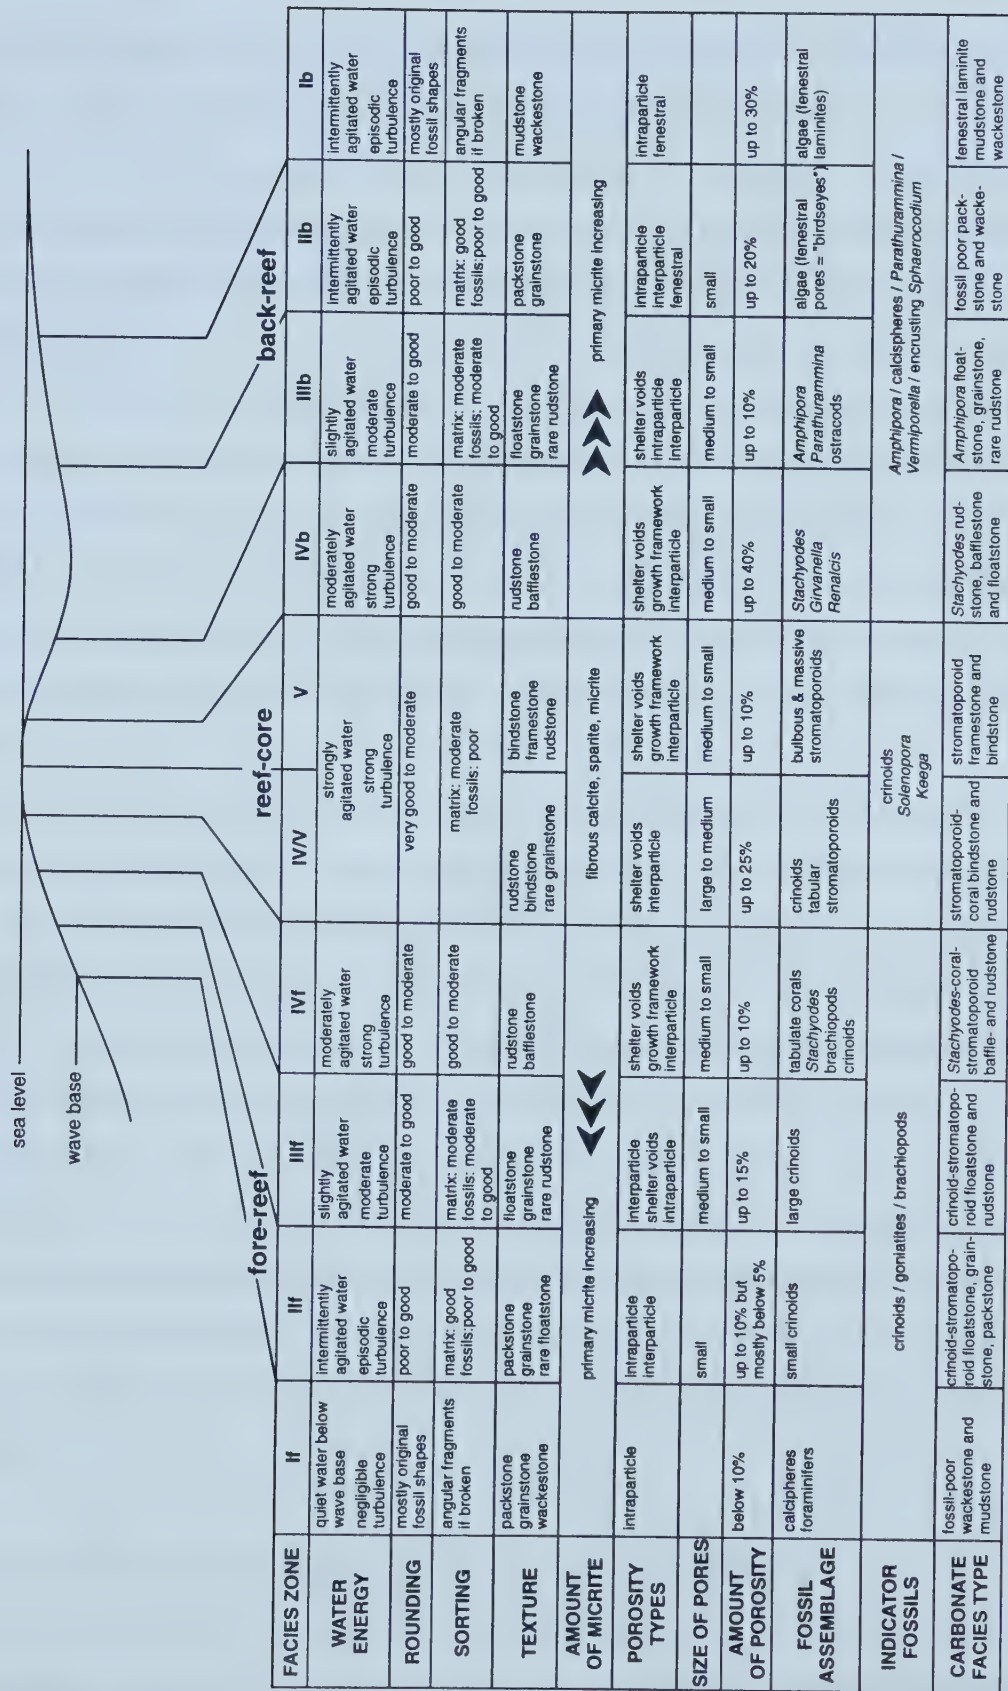 sea level
wave base
fore-reef
reef-core
back-reef
FACIES ZONE
If
IIf
IIIf
IVf
IV/V
V
IVb
IIIb
IIb
Ib
WATER
ENERGY
quiet water below
wave base
negligible
turbulence
intermittently
agitated water
episodic
turbulence
slightly
agitated water
moderate
turbulence
moderately
agitated water
strong
turbulence
strongly
agitated water
strong
turbulence
moderately
agitated water
strong
turbulence
slightly
agitated water
moderate
turbulence
intermittently
agitated water
episodic
turbulence
intermittently
agitated water
episodic
turbulence
ROUNDING
mostly original
fossil shapes
poor to good
moderate to good
good to moderate
very good to moderate
good to moderate
moderate to good
poor to good
mostly original
fossil shapes
SORTING
angular fragments
if broken
matrix: good
fossils:poor to good
matrix: moderate
fossils: moderate
to good
good to moderate
matrix: moderate
fossils: poor
good to moderate
matrix: moderate
fossils: moderate
to good
matrix: good
fossils:poor to good
angular fragments
if broken
TEXTURE
packstone
grainstone
wackestone
packstone
grainstone
rare floatstone
floatstone
grainstone
rare rudstone
rudstone
bafflestone
rudstone
bindstone
rare grainstone
bindstone
framestone
rudstone
rudstone
bafflestone
floatstone
grainstone
rare rudstone
packstone
grainstone
mudstone
wackestone
AMOUNT
OF MICRITE
primary micrite increasing
fibrous calcite, sparite, micrite
primary micrite increasing
POROSITY
TYPES
intraparticle
intraparticle
interparticle
interparticle
shelter voids
intraparticle
shelter voids
growth framework
interparticle
shelter voids
interparticle
shelter voids
growth framework
interparticle
shelter voids
growth framework
interparticle
shelter voids
intraparticle
interparticle
intraparticle
interparticle
fenestral
intraparticle
fenestral
SIZE OF PORES
small
medium to small
medium to small
large to medium
medium to small
medium to small
medium to small
small
AMOUNT
OF POROSITY
below 10%
up to 10% but
mostly below 5%
up to 15%
up to 10%
up to 25%
up to 10%
up to 40%
up to 10%
up to 20%
up to 30%
FOSSIL
ASSEMBLAGE
calcipheres
foraminifers
small crinoids
large crinoids
tabulate corals
Stachyodes
brachiopods
crinoids
crinoids
tabular
stromatoporoids
bulbous & massive
stromatoporoids
Stachyodes
Girvanella
Renalcis
Amphipora
Parathurammina
ostracods
algae (fenestral
pores = "birdseyes")
algae (fenestral
laminites)
INDICATOR
FOSSILS
crinoids / goniatites / brachiopods
crinoids
Solenopora
Keega
Amphipora / calcispheres / Parathurammina /
Vermiporella / encrusting Sphaerocodium
CARBONATE
FACIES TYPE
fossil-poor
wackestone and
mudstone
crinoid-stromatopo-
roid floatstone, grain-
stone, packstone
crinoid-stromatopo-
roid floatstone and
rudstone
Stachyodes-coral-
stromatoporoid
baffle- and rudstone
stromatoporoid-
coral bindstone and
rudstone
stromatoporoid
framestone and
bindstone
Stachyodes rud-
stone, bafflestone
and floatstone
Amphipora float-
stone, grainstone,
rare rudstone
fossil poor pack-
stone and wacke-
stone
fenestral laminite
mudstone and
wackestone